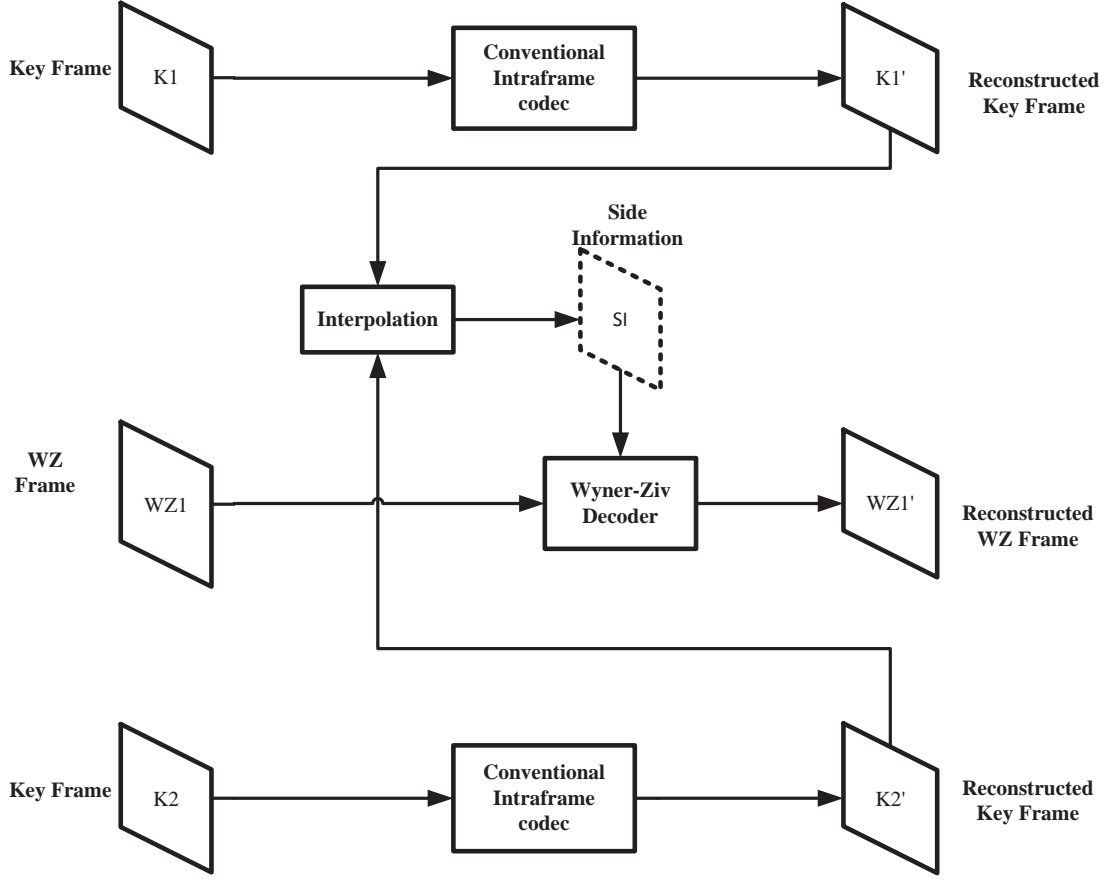 Key Frame
K1
Conventional
Intraframe
codec
K1'
Reconstructed
Key Frame
Side
Information
Interpolation
SI
WZ
Frame
WZ1
Wyner-Ziv
Decoder
WZ1'
Reconstructed
WZ Frame
Key Frame
K2
Conventional
Intraframe
codec
K2'
Reconstructed
Key Frame